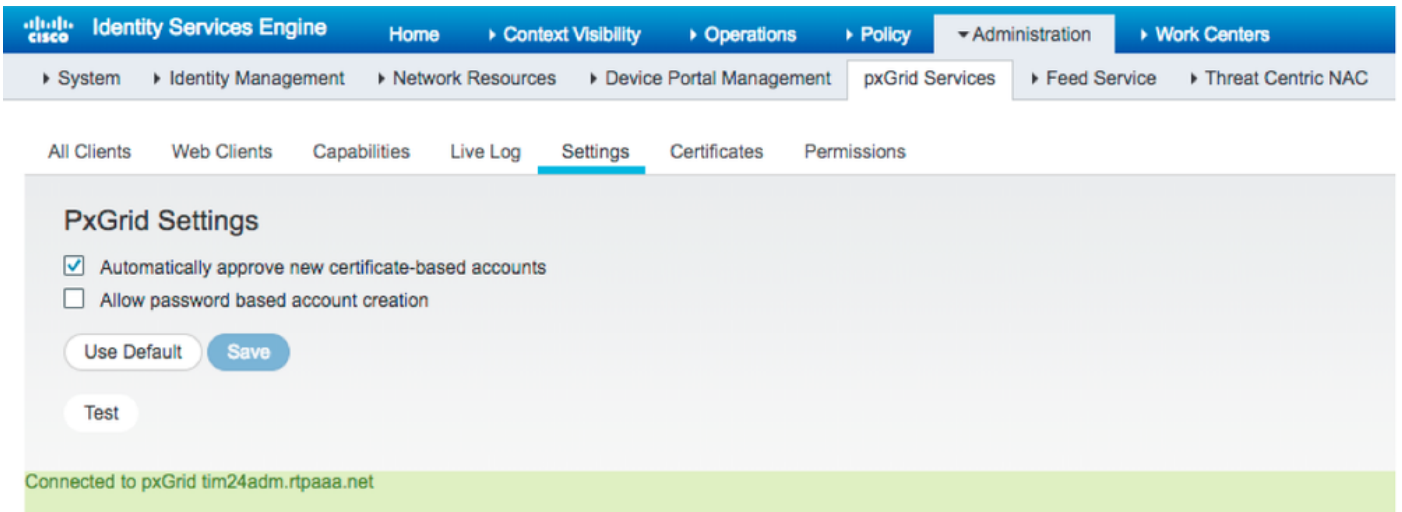 cisco Identity Services Engine Home Context Visibility Operations Policy Administration Work Centers
System Identity Management Network Resources Device Portal Management pxGrid Services Feed Service Threat Centric NAC
All Clients Web Clients Capabilities Live Log Settings Certificates Permissions
PxGrid Settings
Automatically approve new certificate-based accounts
Allow password based account creation
Use Default Save
Test
Connected to pxGrid tim24adm.rtpaaa.net